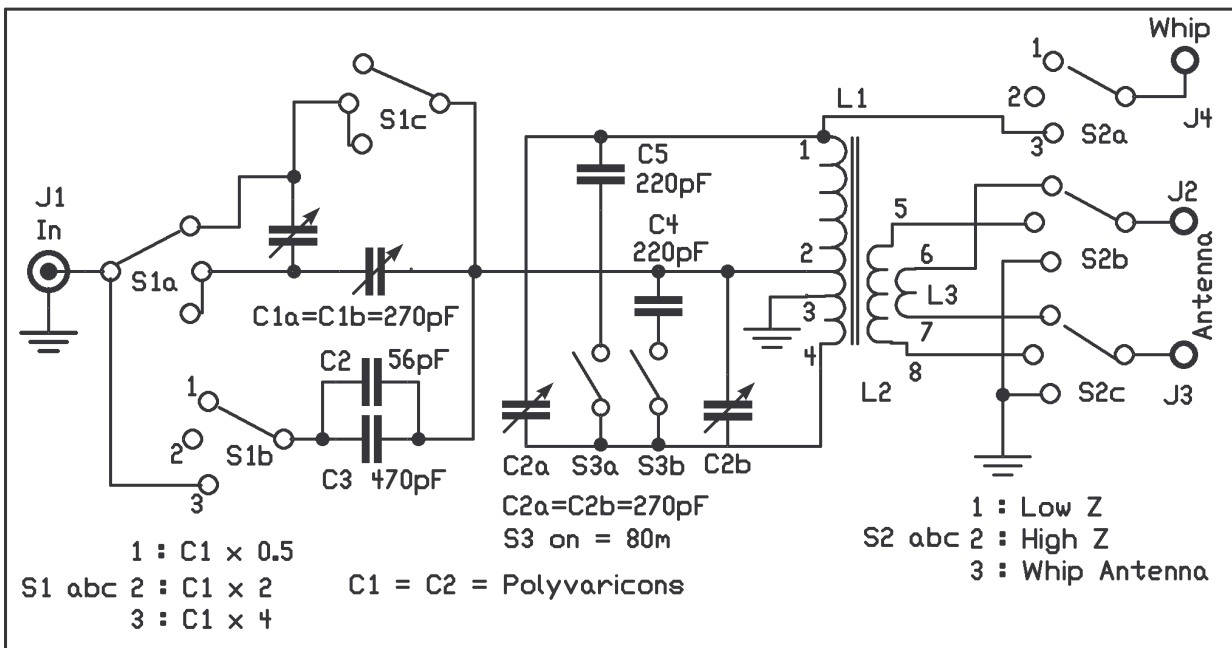 Whip
J4
1
2
3
S2a
L1
S1c
C5
220pF
1
J1
In
S1a
C4
220pF
2
5
6
J2
S2b
C1a=C1b=270pF
3
L3
7
Antenna
C2
56pF
4
8
L2
S2c
J3
1
2
3
S1b
C3
470pF
C2a
S3a
S3b
C2b
C2a=C2b=270pF
S3 on = 80m
1 : Low Z
S2 abc 2 : High Z
3 : Whip Antenna
1 : C1 x 0.5
S1 abc 2 : C1 x 2
3 : C1 x 4
C1 = C2 = Polyvaricons